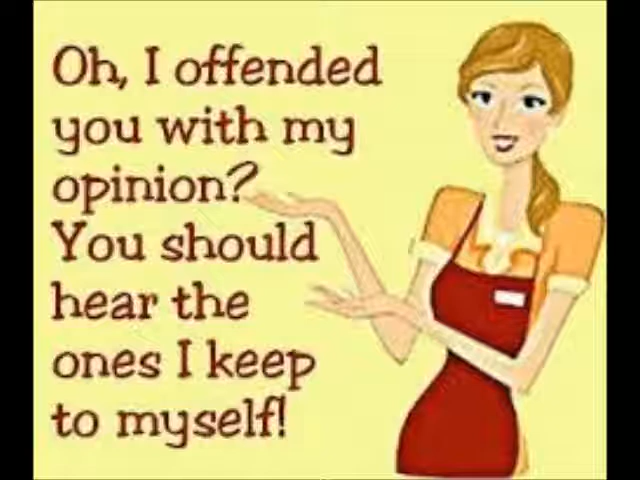 Oh, I offended
you with my
opinion?
You should
hear the
ones I keep
to myself!